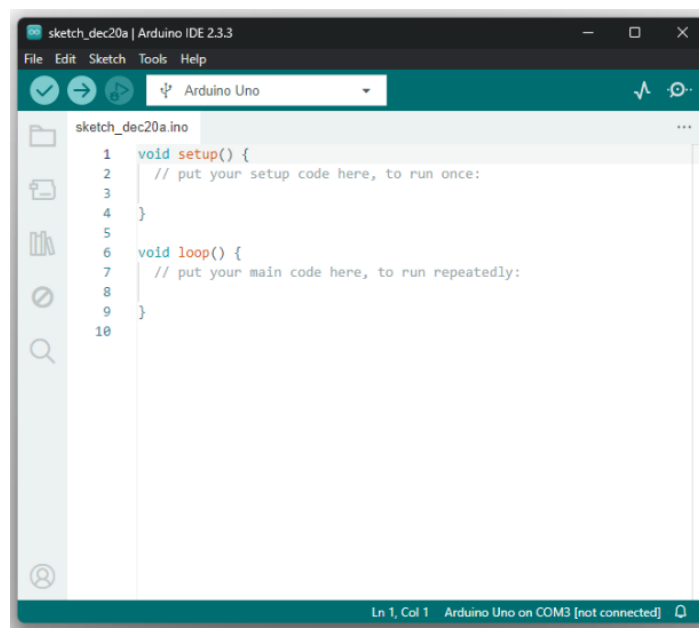 sketch_dec20a | Arduino IDE 2.3.3
File Edit Sketch Tools Help
Arduino Uno
sketch_dec20a.ino
...
1 void setup() {
2 // put your setup code here, to run once:
3
4 }
5
6 void loop() {
7 // put your main code here, to run repeatedly:
8
9 }
10
Ln 1, Col 1 Arduino Uno on COM3 [not connected]